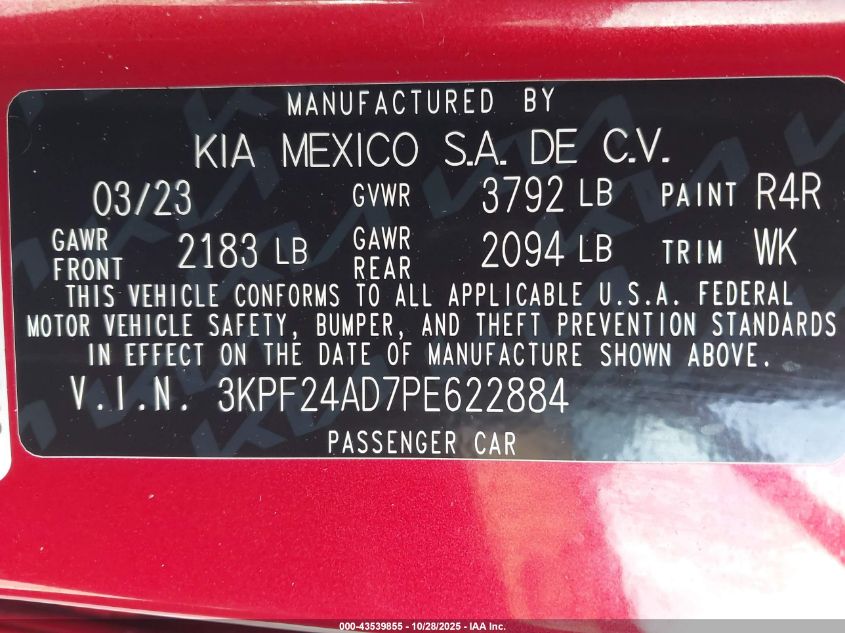 MANUFACTURED BY
KIA MEXICO S.A. DE C.V.
03/23 GVWR 3792 LB PAINT R4R
GAWR FRONT 2183 LB GAWR REAR 2094 LB TRIM WK
THIS VEHICLE CONFORMS TO ALL APPLICABLE U.S.A. FEDERAL
MOTOR VEHICLE SAFETY, BUMPER, AND THEFT PREVENTION STANDARDS
IN EFFECT ON THE DATE OF MANUFACTURE SHOWN ABOVE.
V.I.N. 3KPF24AD7PE622884
PASSENGER CAR
000-43539855 | 10/28/2025 - IAA Inc.